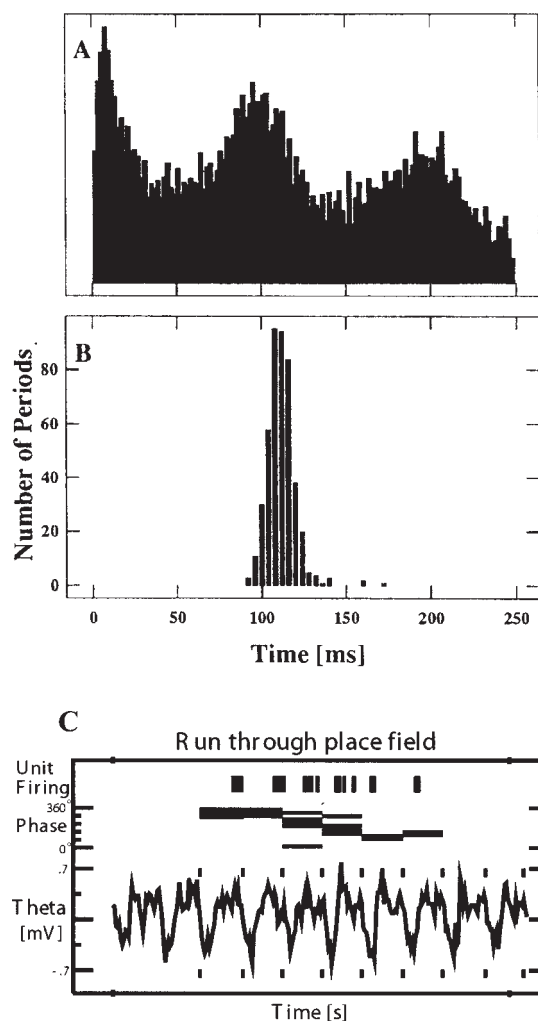 A
B
Number of Periods
80
60
40
20
0
0 50 100 150 200 250
Time [ms]
C
Run through place field
Unit
Firing
360°
Phase
0°
.7
Theta
[mV]
-.7
Time [s]